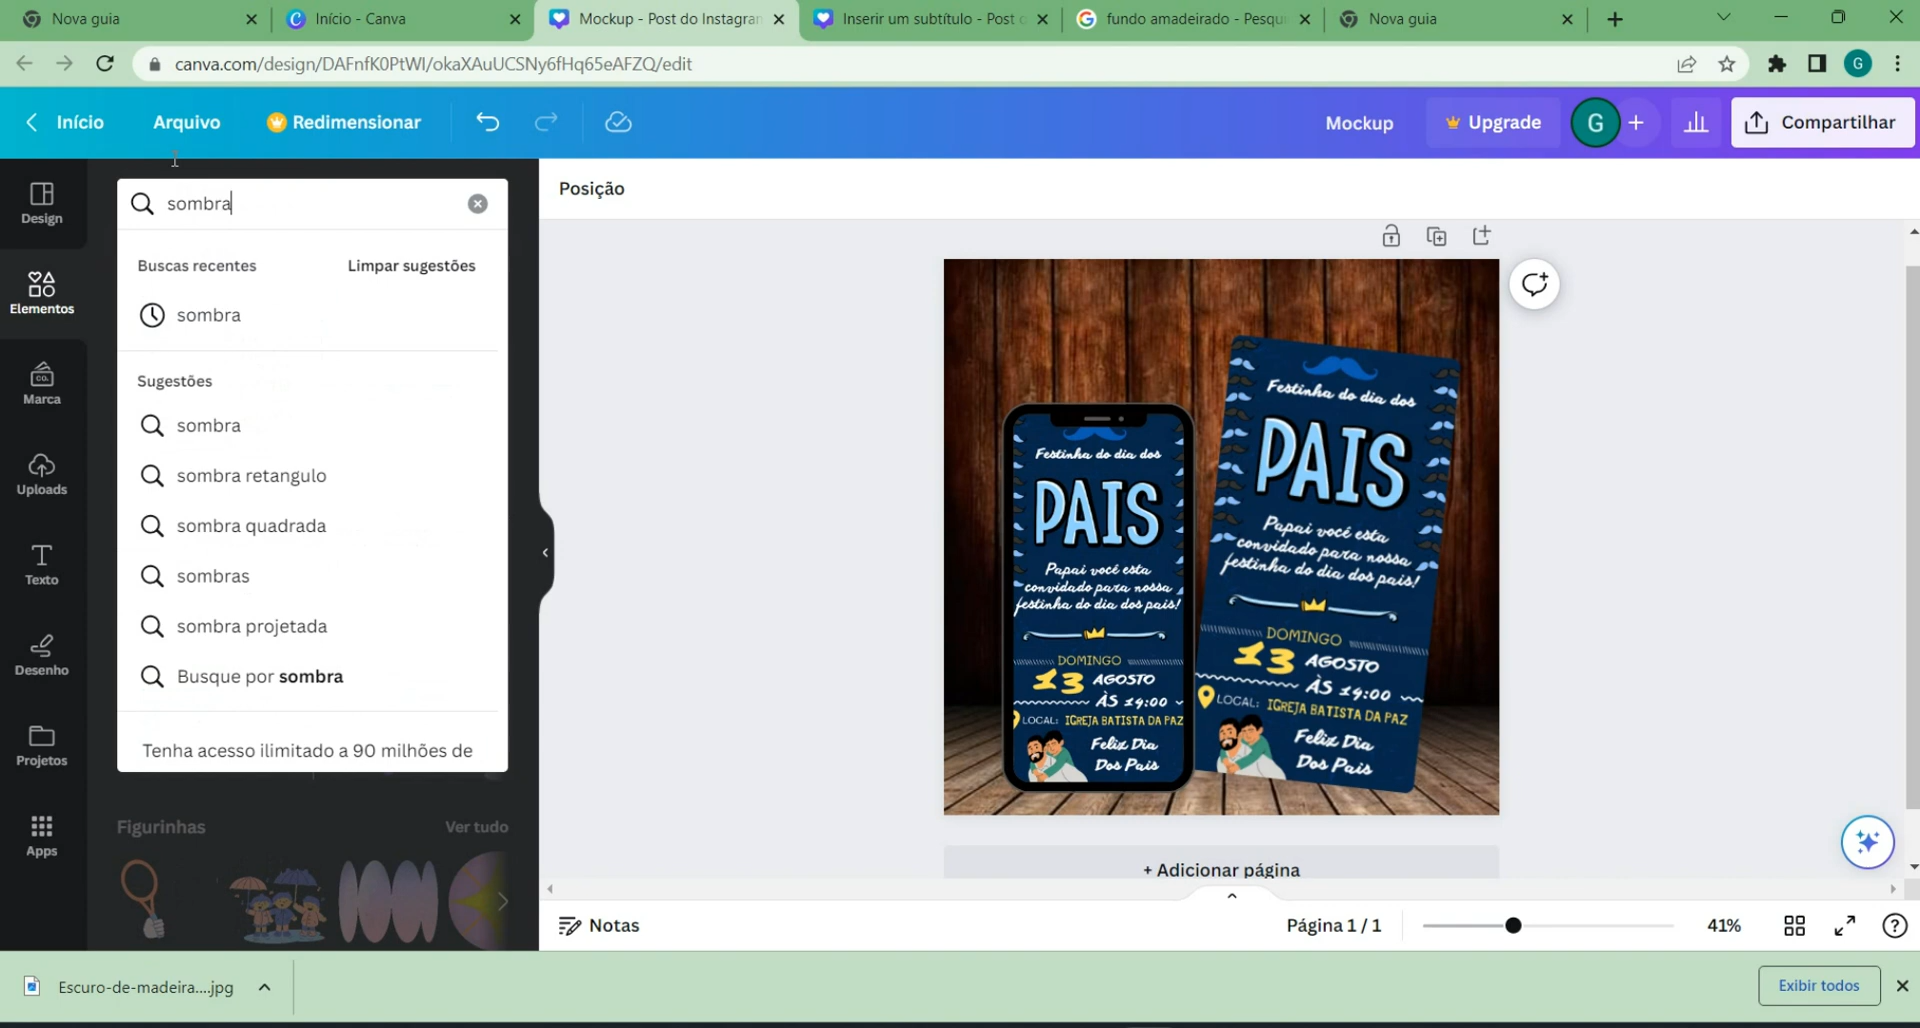 Nova guia
Início - Canva
Mockup - Post do Instagran
Inserir um subtítulo - Post
fundo amadeirado - Pesqu
Nova guia
canva.com/design/DAFnfK0PtWI/okaXAuUCSNy6fHq65eAFZQ/edit
G
Início
Arquivo
Redimensionar
Mockup
Upgrade
G
Compartilhar
Design
Elementos
CO.
Marca
Uploads
Texto
Desenho
Projetos
Apps
sombra
Buscas recentes
Limpar sugestões
sombra
Sugestões
sombra
sombra retangulo
sombra quadrada
sombras
sombra projetada
Busque por sombra
Tenha acesso ilimitado a 90 milhões de
Figurinhas
Ver tudo
Posição
Festinha do dia dos
PAIS
Papai você esta
convidado para nossa
festinha do dia dos pais!
DOMINGO
13 AGOSTO
ÀS 14:00
LOCAL: IGREJA BATISTA DA PAZ
Feliz Dia
Dos Pais
Festinha do dia dos
PAIS
Papai você esta
convidado para nossa
festinha do dia dos pais!
DOMINGO
13 AGOSTO
ÀS 14:00
LOCAL: IGREJA BATISTA DA PAZ
Feliz Dia
Dos Pais
+ Adicionar página
Notas
Página 1 / 1
41%
Escuro-de-madeira....jpg
Exibir todos